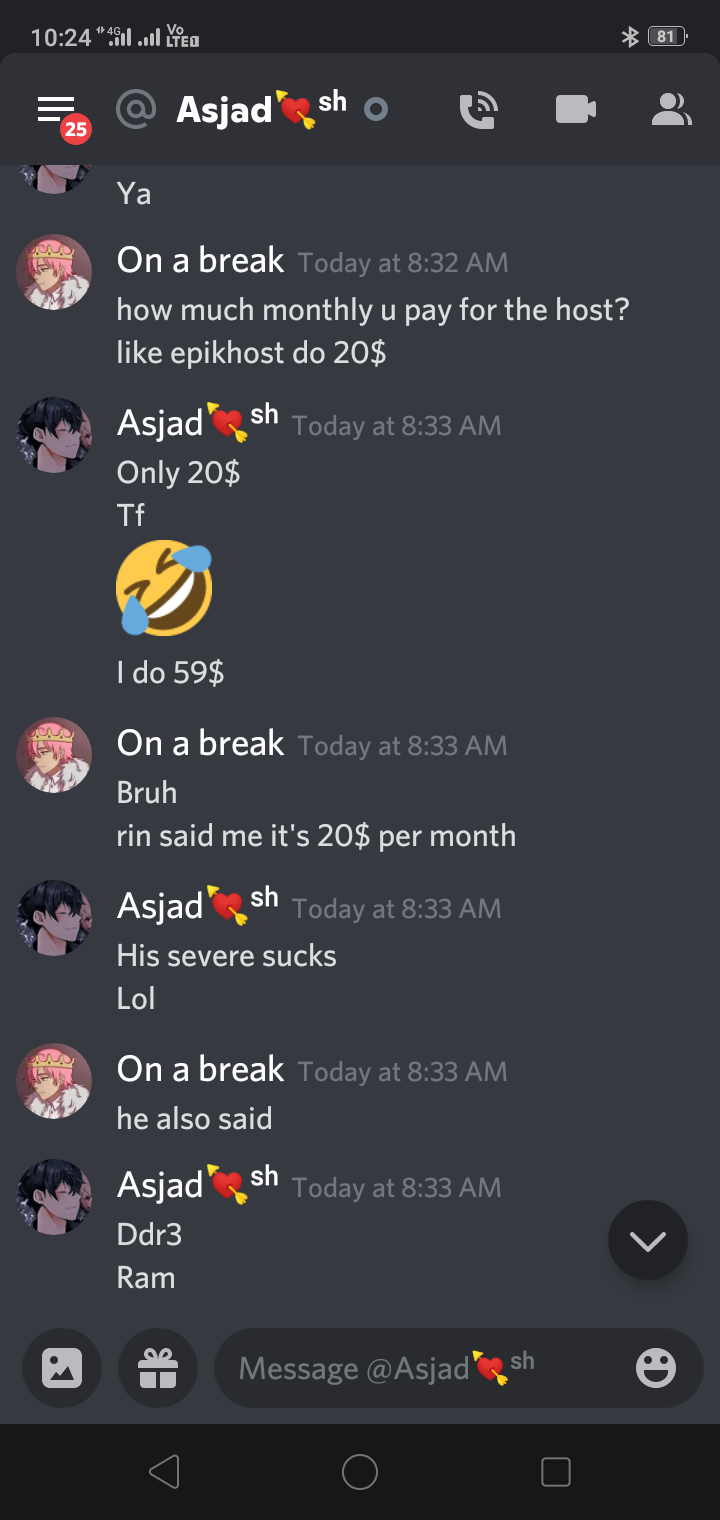 10:24 4G Vo LTE 81
25 @ Asjad💘ˢʰ
Ya
On a break Today at 8:32 AM
how much monthly u pay for the host?
like epikhost do 20$
Asjad💘ˢʰ Today at 8:33 AM
Only 20$
Tf
🤣
I do 59$
On a break Today at 8:33 AM
Bruh
rin said me it's 20$ per month
Asjad💘ˢʰ Today at 8:33 AM
His severe sucks
Lol
On a break Today at 8:33 AM
he also said
Asjad💘ˢʰ Today at 8:33 AM
Ddr3
Ram
Message @Asjad💘ˢʰ